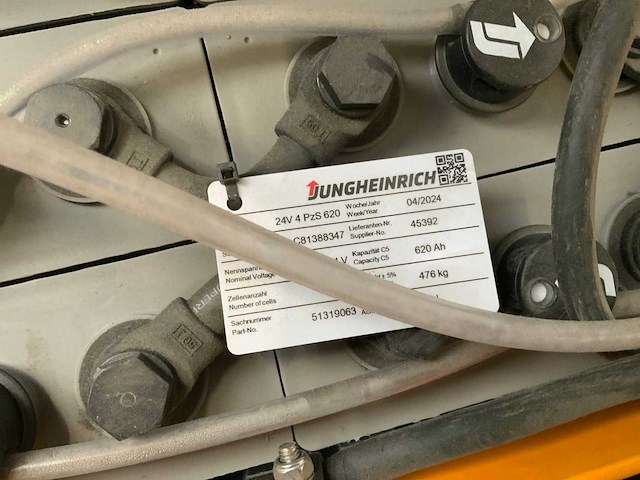 JUNGHEINRICH
24V 4 PzS 620 Woche/Jahr Week/Year 04/2024
C81388347 Lieferanten-Nr. Supplier-No. 45392
Nominal Voltage V Kapazität C5 Capacity C5 620 Ah
Zellenanzahl Number of cells ± 5% 476 kg
Sachnummer Part-No. 51319063